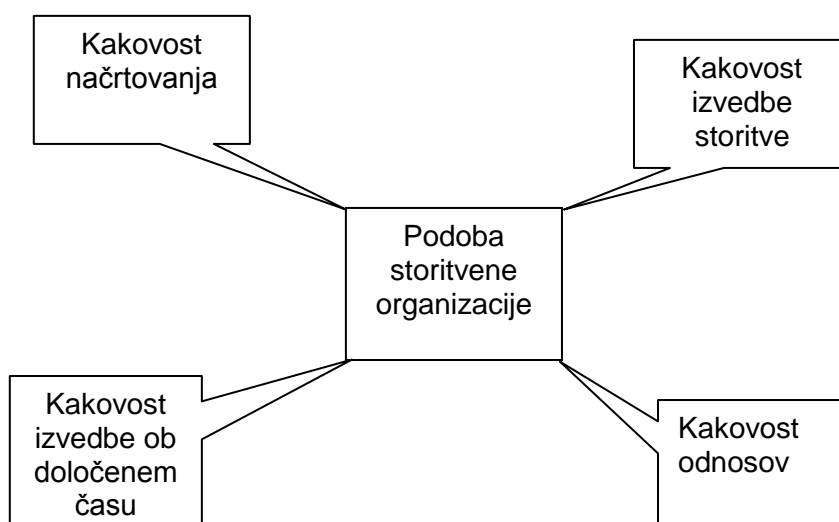 Kakovost
načrtovanja
Kakovost
izvedbe
storitve
Podoba
storitvene
organizacije
Kakovost
izvedbe ob
določenem
času
Kakovost
odnosov